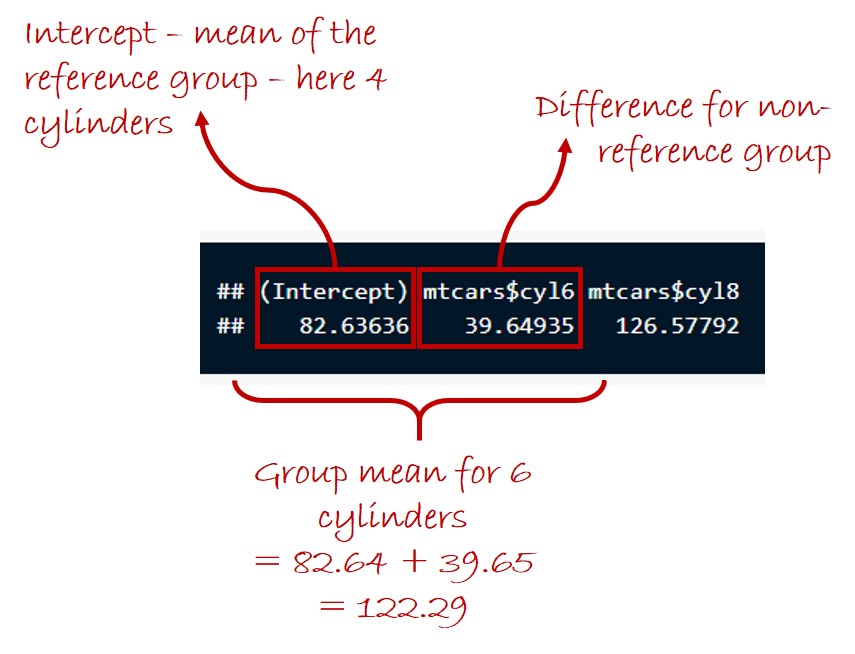 Intercept – mean of the
reference group – here 4
cylinders
Difference for non-
reference group
## (Intercept) mtcars$cyl6 mtcars$cyl8
## 82.63636 39.64935 126.57792
Group mean for 6
cylinders
= 82.64 + 39.65
= 122.29